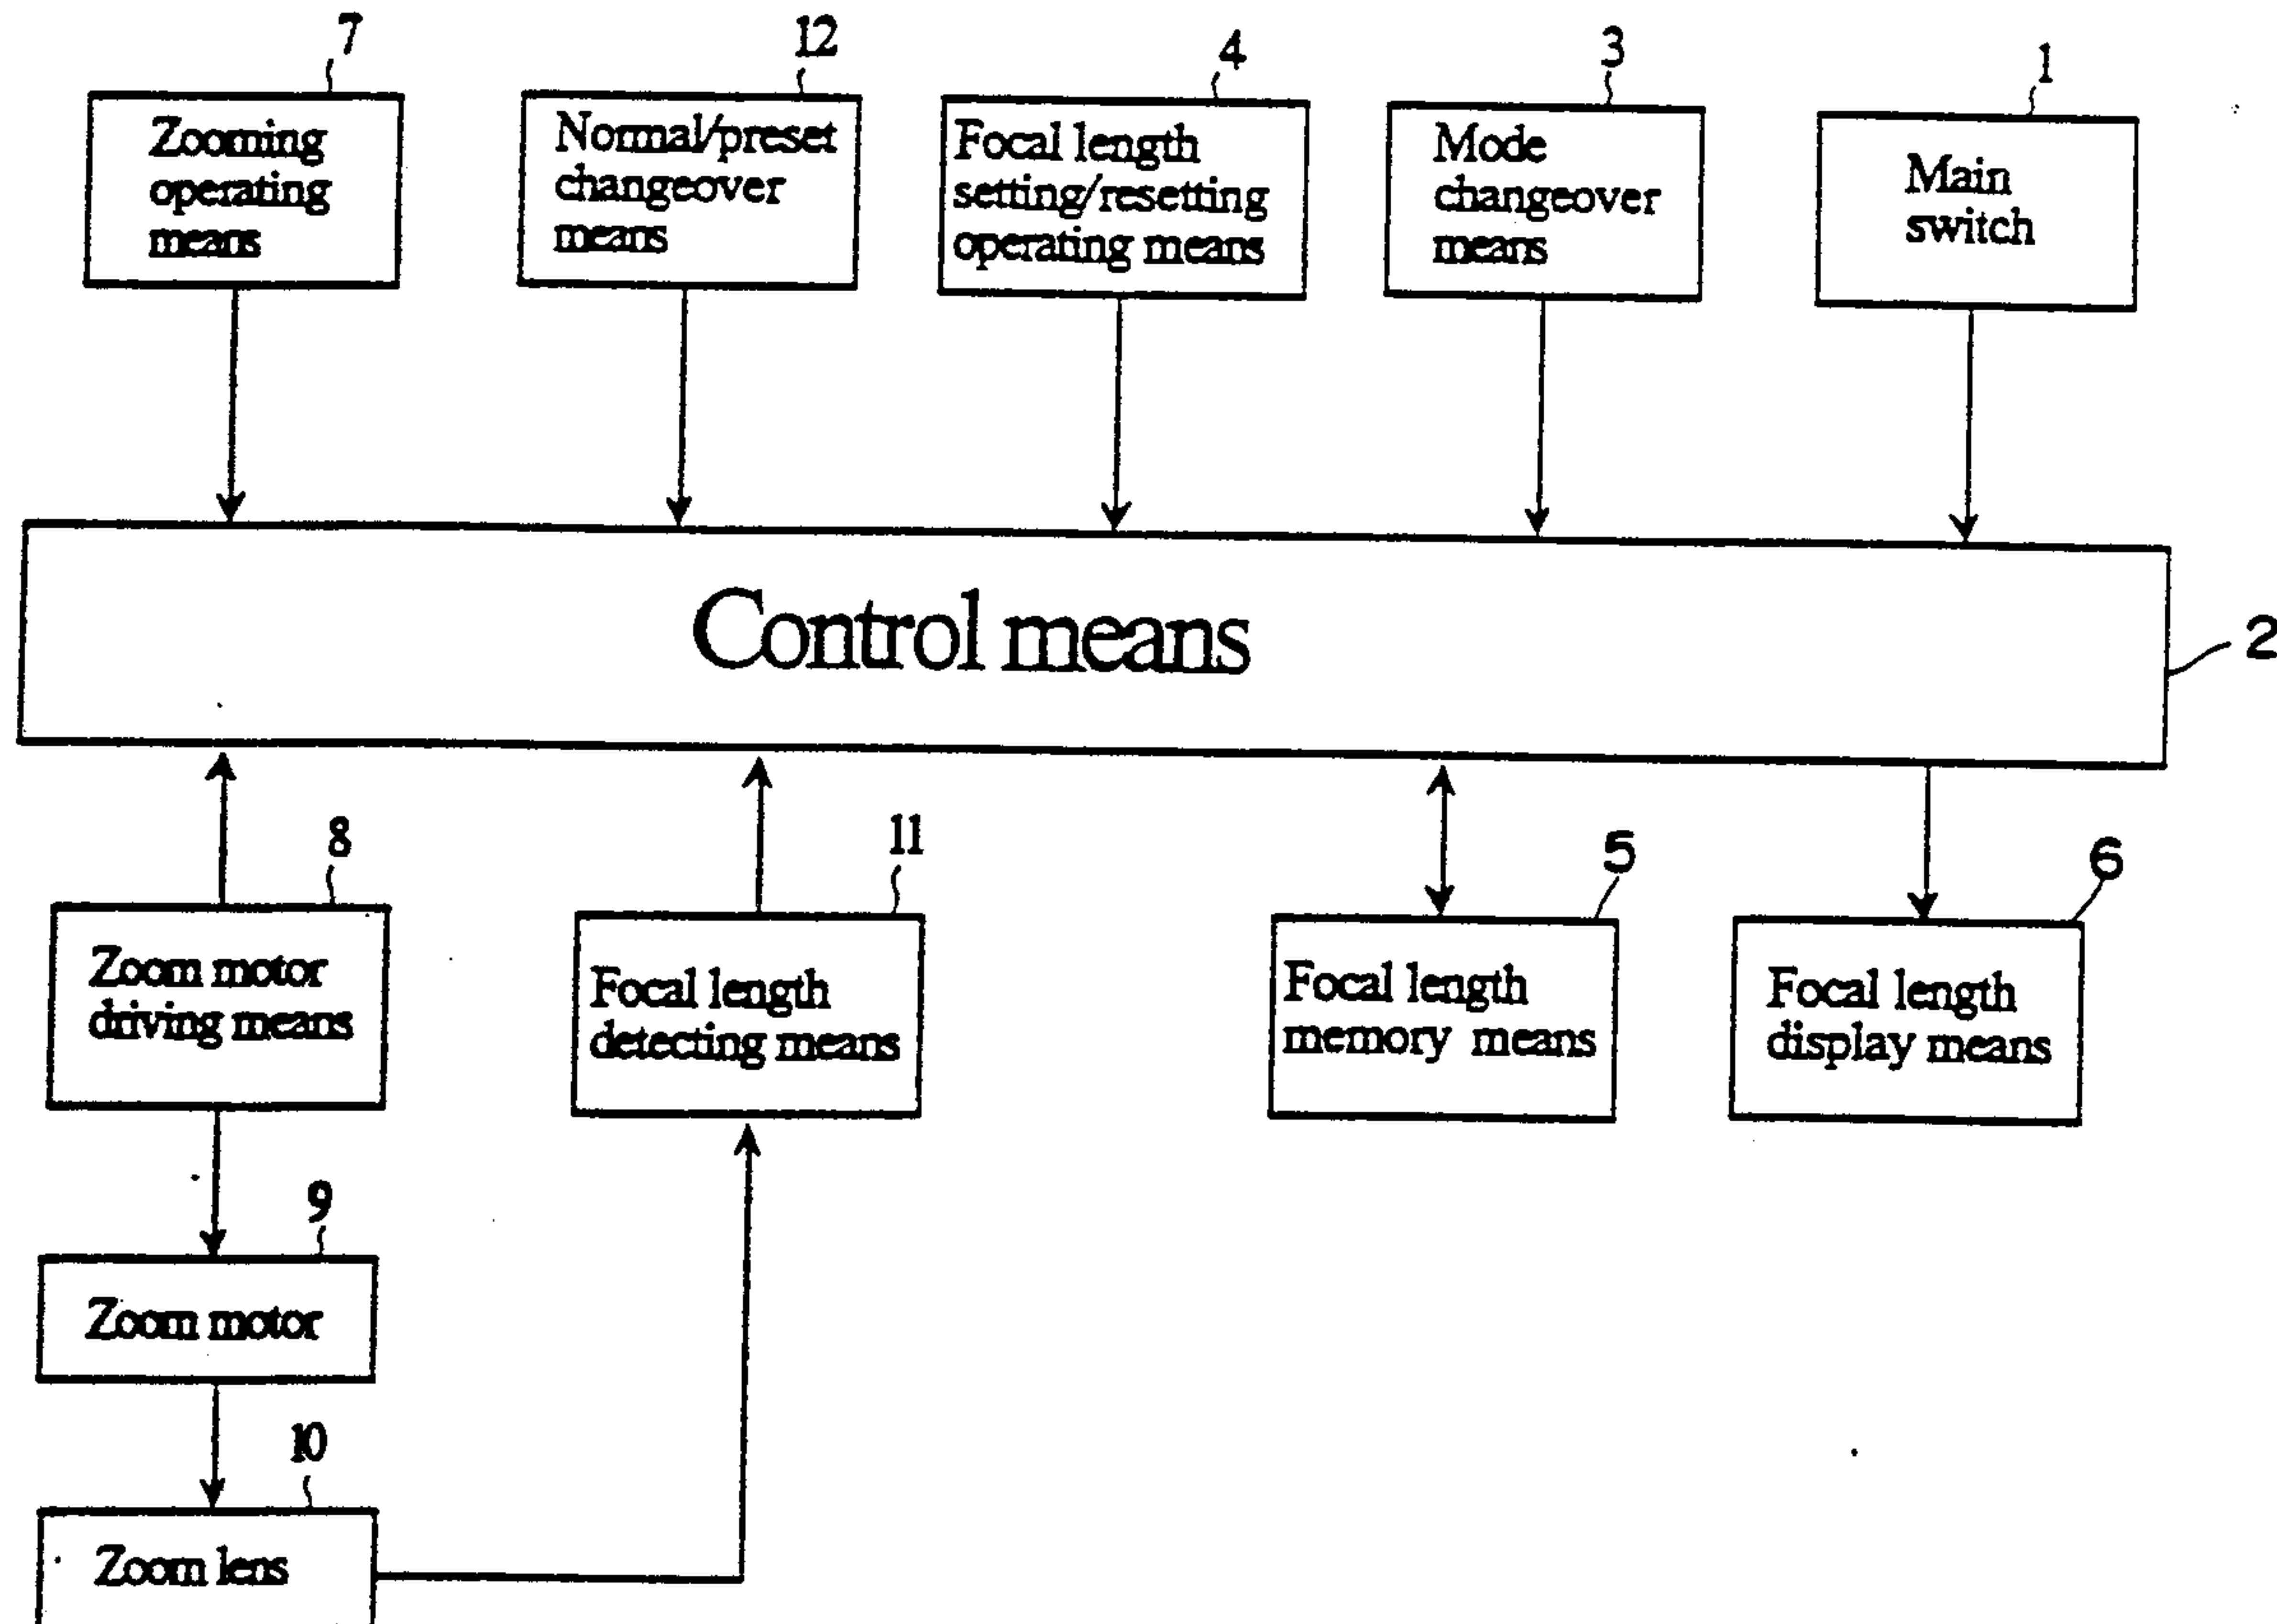 7
12
4
3
1
Zooming
operating
means
Normal/preset
changeover
means
Focal length
setting/resetting
operating means
Mode
changeover
means
Main
switch
Control means
2
8
11
5
6
Zoom motor
driving means
Focal length
detecting means
Focal length
memory means
Focal length
display means
9
Zoom motor
10
Zoom lens